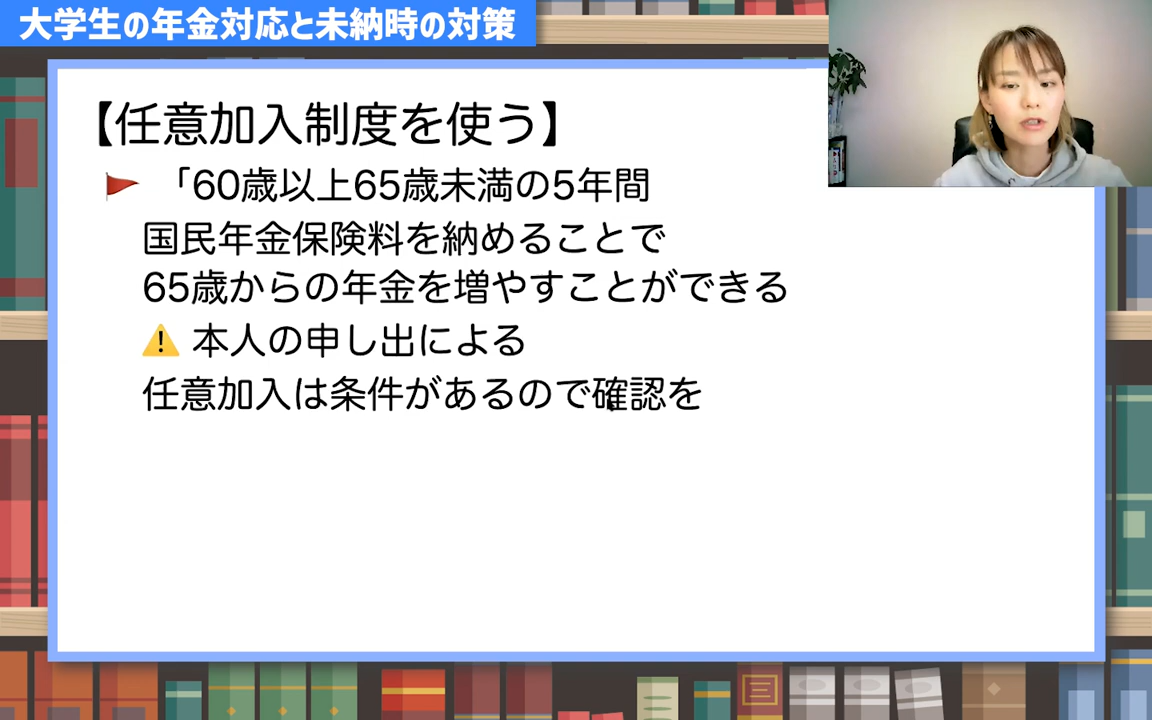 大学生の年金対応と未納時の対策
【任意加入制度を使う】
「60歳以上65歳未満の5年間
国民年金保険料を納めることで
65歳からの年金を増やすことができる
本人の申し出による
任意加入は条件があるので確認を